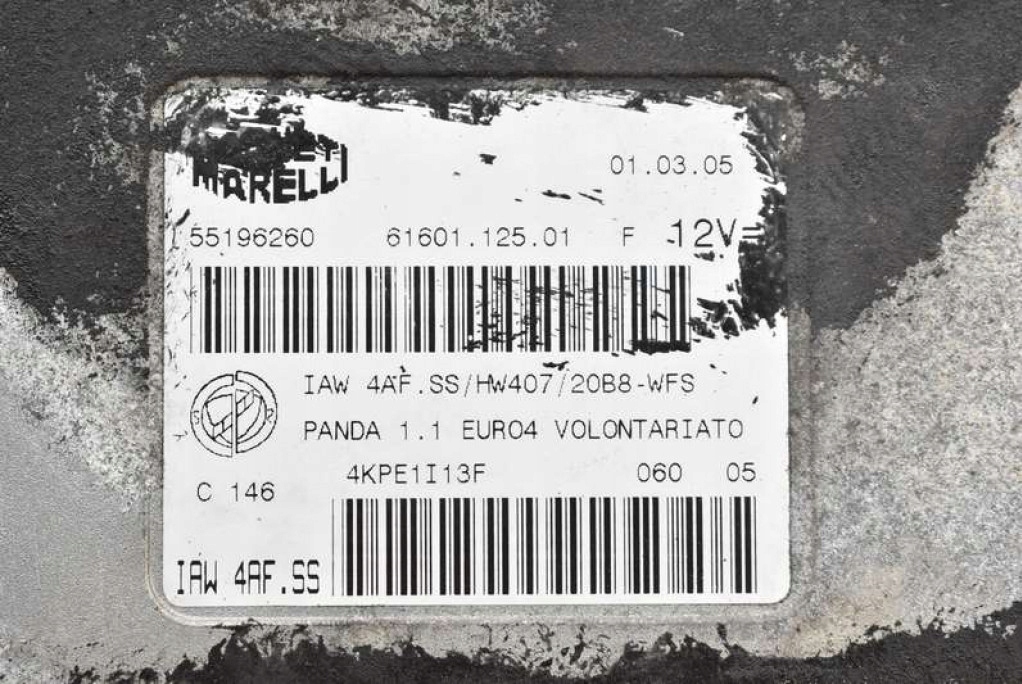 MARELLI
01.03.05
55196260 61601.125.01 F 12V=
IAW 4AF.SS/HW407/20B8-WFS
PANDA 1.1 EURO4 VOLONTARIATO
4KPE1I13F 060 05
C 146
IAW 4AF.SS